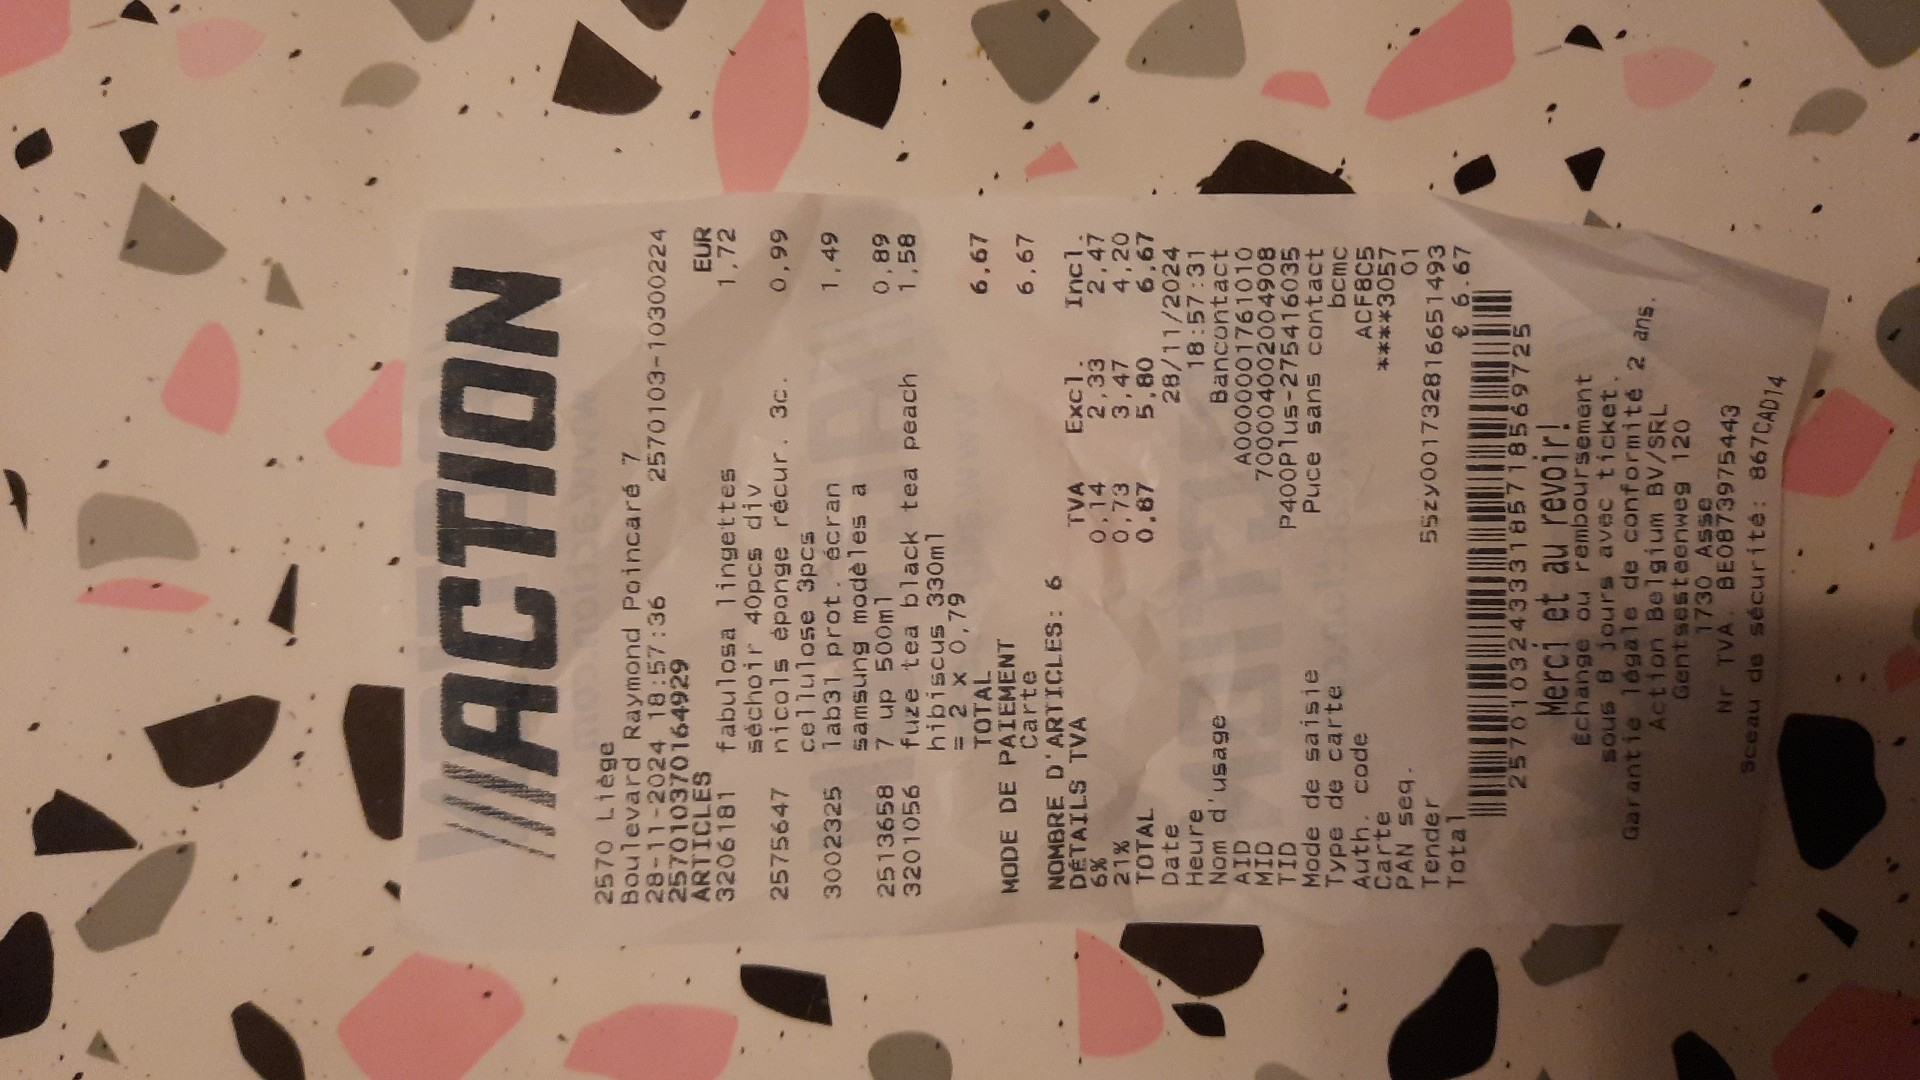 ACTION
2570 Liège
Boulevard Raymond Poincaré 7
28-11-2024 18:57:36 2570103-10300224
2570103701649​29
ARTICLES EUR
3206181 fabulosa lingettes 1,72
séchoir 40pcs div
2575647 nicols éponge récur. 3c. 0,99
cellulose 3pcs
3002325 lab31 prot. écran 1,49
samsung modèles a
2513658 7 up 500ml 0,89
3201056 fuze tea black tea peach 1,58
hibiscus 330ml
= 2 x 0,79
TOTAL 6,67
MODE DE PAIEMENT
Carte 6,67
NOMBRE D'ARTICLES: 6
DÉTAILS TVA TVA Excl. Incl.
6% 0,14 2,33 2,47
21% 0,73 3,47 4,20
TOTAL 0,87 5,80 6,67
Date 28/11/2024
Heure 18:57:31
Nom d'usage Bancontact
AID A0000001761010
MID 700004002004908
TID P400Plus-275416035
Mode de saisie Puce sans contact
Type de carte bcmc
Auth. code ACF8C5
Carte *****3057
PAN seq. 01
Tender 55zy001732816651493
Total € 6.67
2570103243331857185697​25
Merci et au revoir!
Échange ou remboursement
sous 8 jours avec ticket.
Garantie légale de conformité 2 ans.
Action Belgium BV/SRL
Gentsesteenweg 120
1730 Asse
Nr TVA. BE0873975443
Sceau de sécurité: 867CAD14